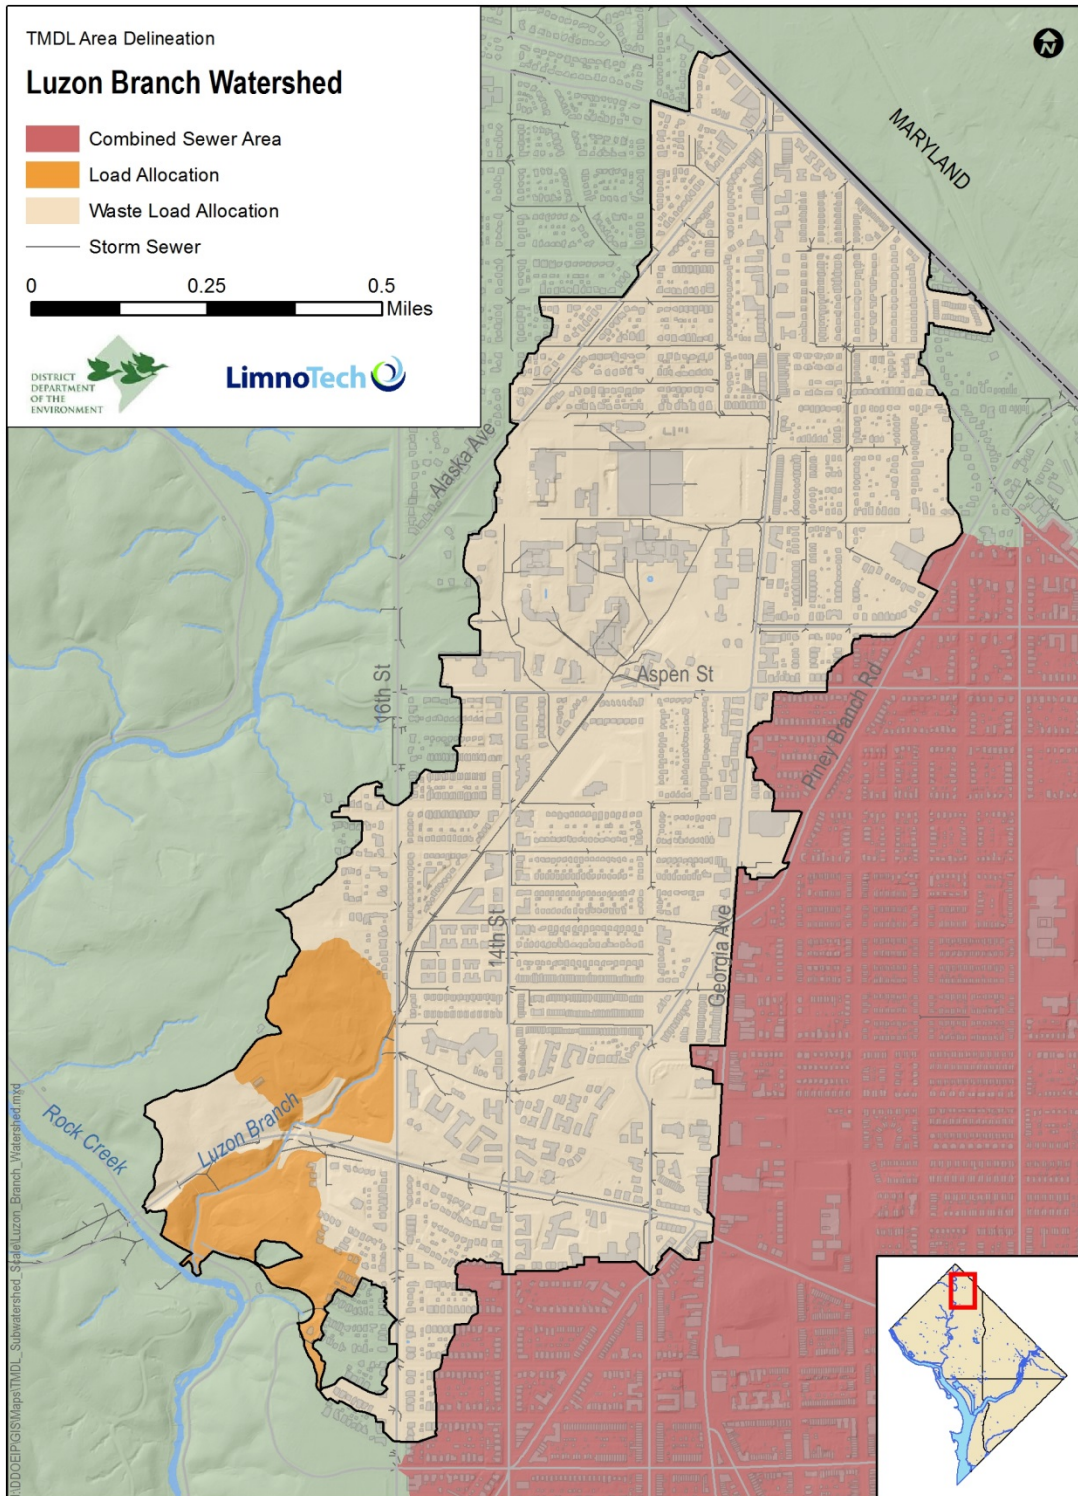 TMDL Area Delineation
Luzon Branch Watershed
Combined Sewer Area
Load Allocation
Waste Load Allocation
Storm Sewer
0 0.25 0.5
Miles
DISTRICT
DEPARTMENT
OF THE
ENVIRONMENT
LimnoTech
N
MARYLAND
Alaska Ave
16th St
Aspen St
Piney Branch Rd
14th St
Georgia Ave
Luzon Branch
Rock Creek